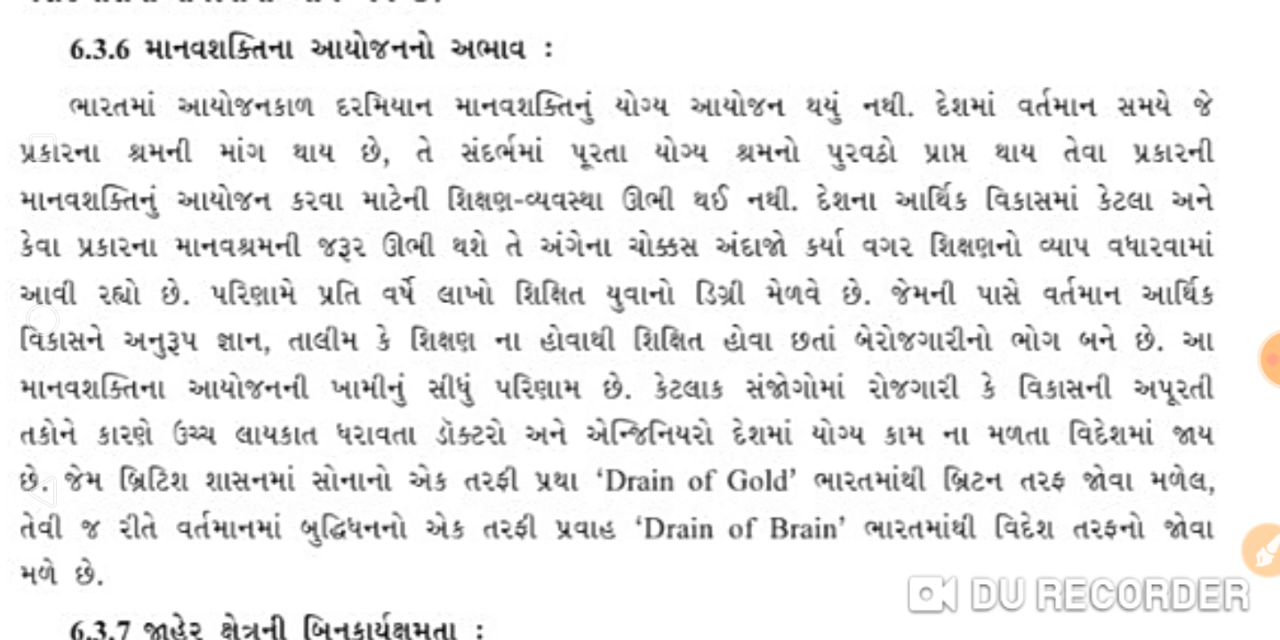 6.3.6 માનવશક્તિના આયોજનનો અભાવ :
ભારતમાં આયોજનકાળ દરમિયાન માનવશક્તિનું યોગ્ય આયોજન થયું નથી. દેશમાં વર્તમાન સમયે જે
પ્રકારના શ્રમની માંગ થાય છે, તે સંદર્ભમાં પૂરતા યોગ્ય શ્રમનો પુરવઠો પ્રાપ્ત થાય તેવા પ્રકારની
માનવશક્તિનું આયોજન કરવા માટેની શિક્ષણ-વ્યવસ્થા ઊભી થઈ નથી. દેશના આર્થિક વિકાસમાં કેટલા અને
કેવા પ્રકારના માનવશ્રમની જરૂર ઊભી થશે તે અંગેના ચોક્કસ અંદાજો કર્યા વગર શિક્ષણનો વ્યાપ વધારવામાં
આવી રહ્યો છે. પરિણામે પ્રતિ વર્ષે લાખો શિક્ષિત યુવાનો ડિગ્રી મેળવે છે. જેમની પાસે વર્તમાન આર્થિક
વિકાસને અનુરૂપ જ્ઞાન, તાલીમ કે શિક્ષણ ના હોવાથી શિક્ષિત હોવા છતાં બેરોજગારીનો ભોગ બને છે. આ
માનવશક્તિના આયોજનની ખામીનું સીધું પરિણામ છે. કેટલાક સંજોગોમાં રોજગારી કે વિકાસની અપૂરતી
તકોને કારણે ઉચ્ચ લાયકાત ધરાવતા ડૉક્ટરો અને એન્જિનિયરો દેશમાં યોગ્ય કામ ના મળતા વિદેશમાં જાય
છે. જેમ બ્રિટિશ શાસનમાં સોનાનો એક તરફી પ્રથા ‘Drain of Gold’ ભારતમાંથી બ્રિટન તરફ જોવા મળેલ,
તેવી જ રીતે વર્તમાનમાં બુદ્ધિધનનો એક તરફી પ્રવાહ ‘Drain of Brain’ ભારતમાંથી વિદેશ તરફનો જોવા
મળે છે.
DU RECORDER
6.3.7 જાહેર ક્ષેત્રની બિનકાર્યક્ષમતા :